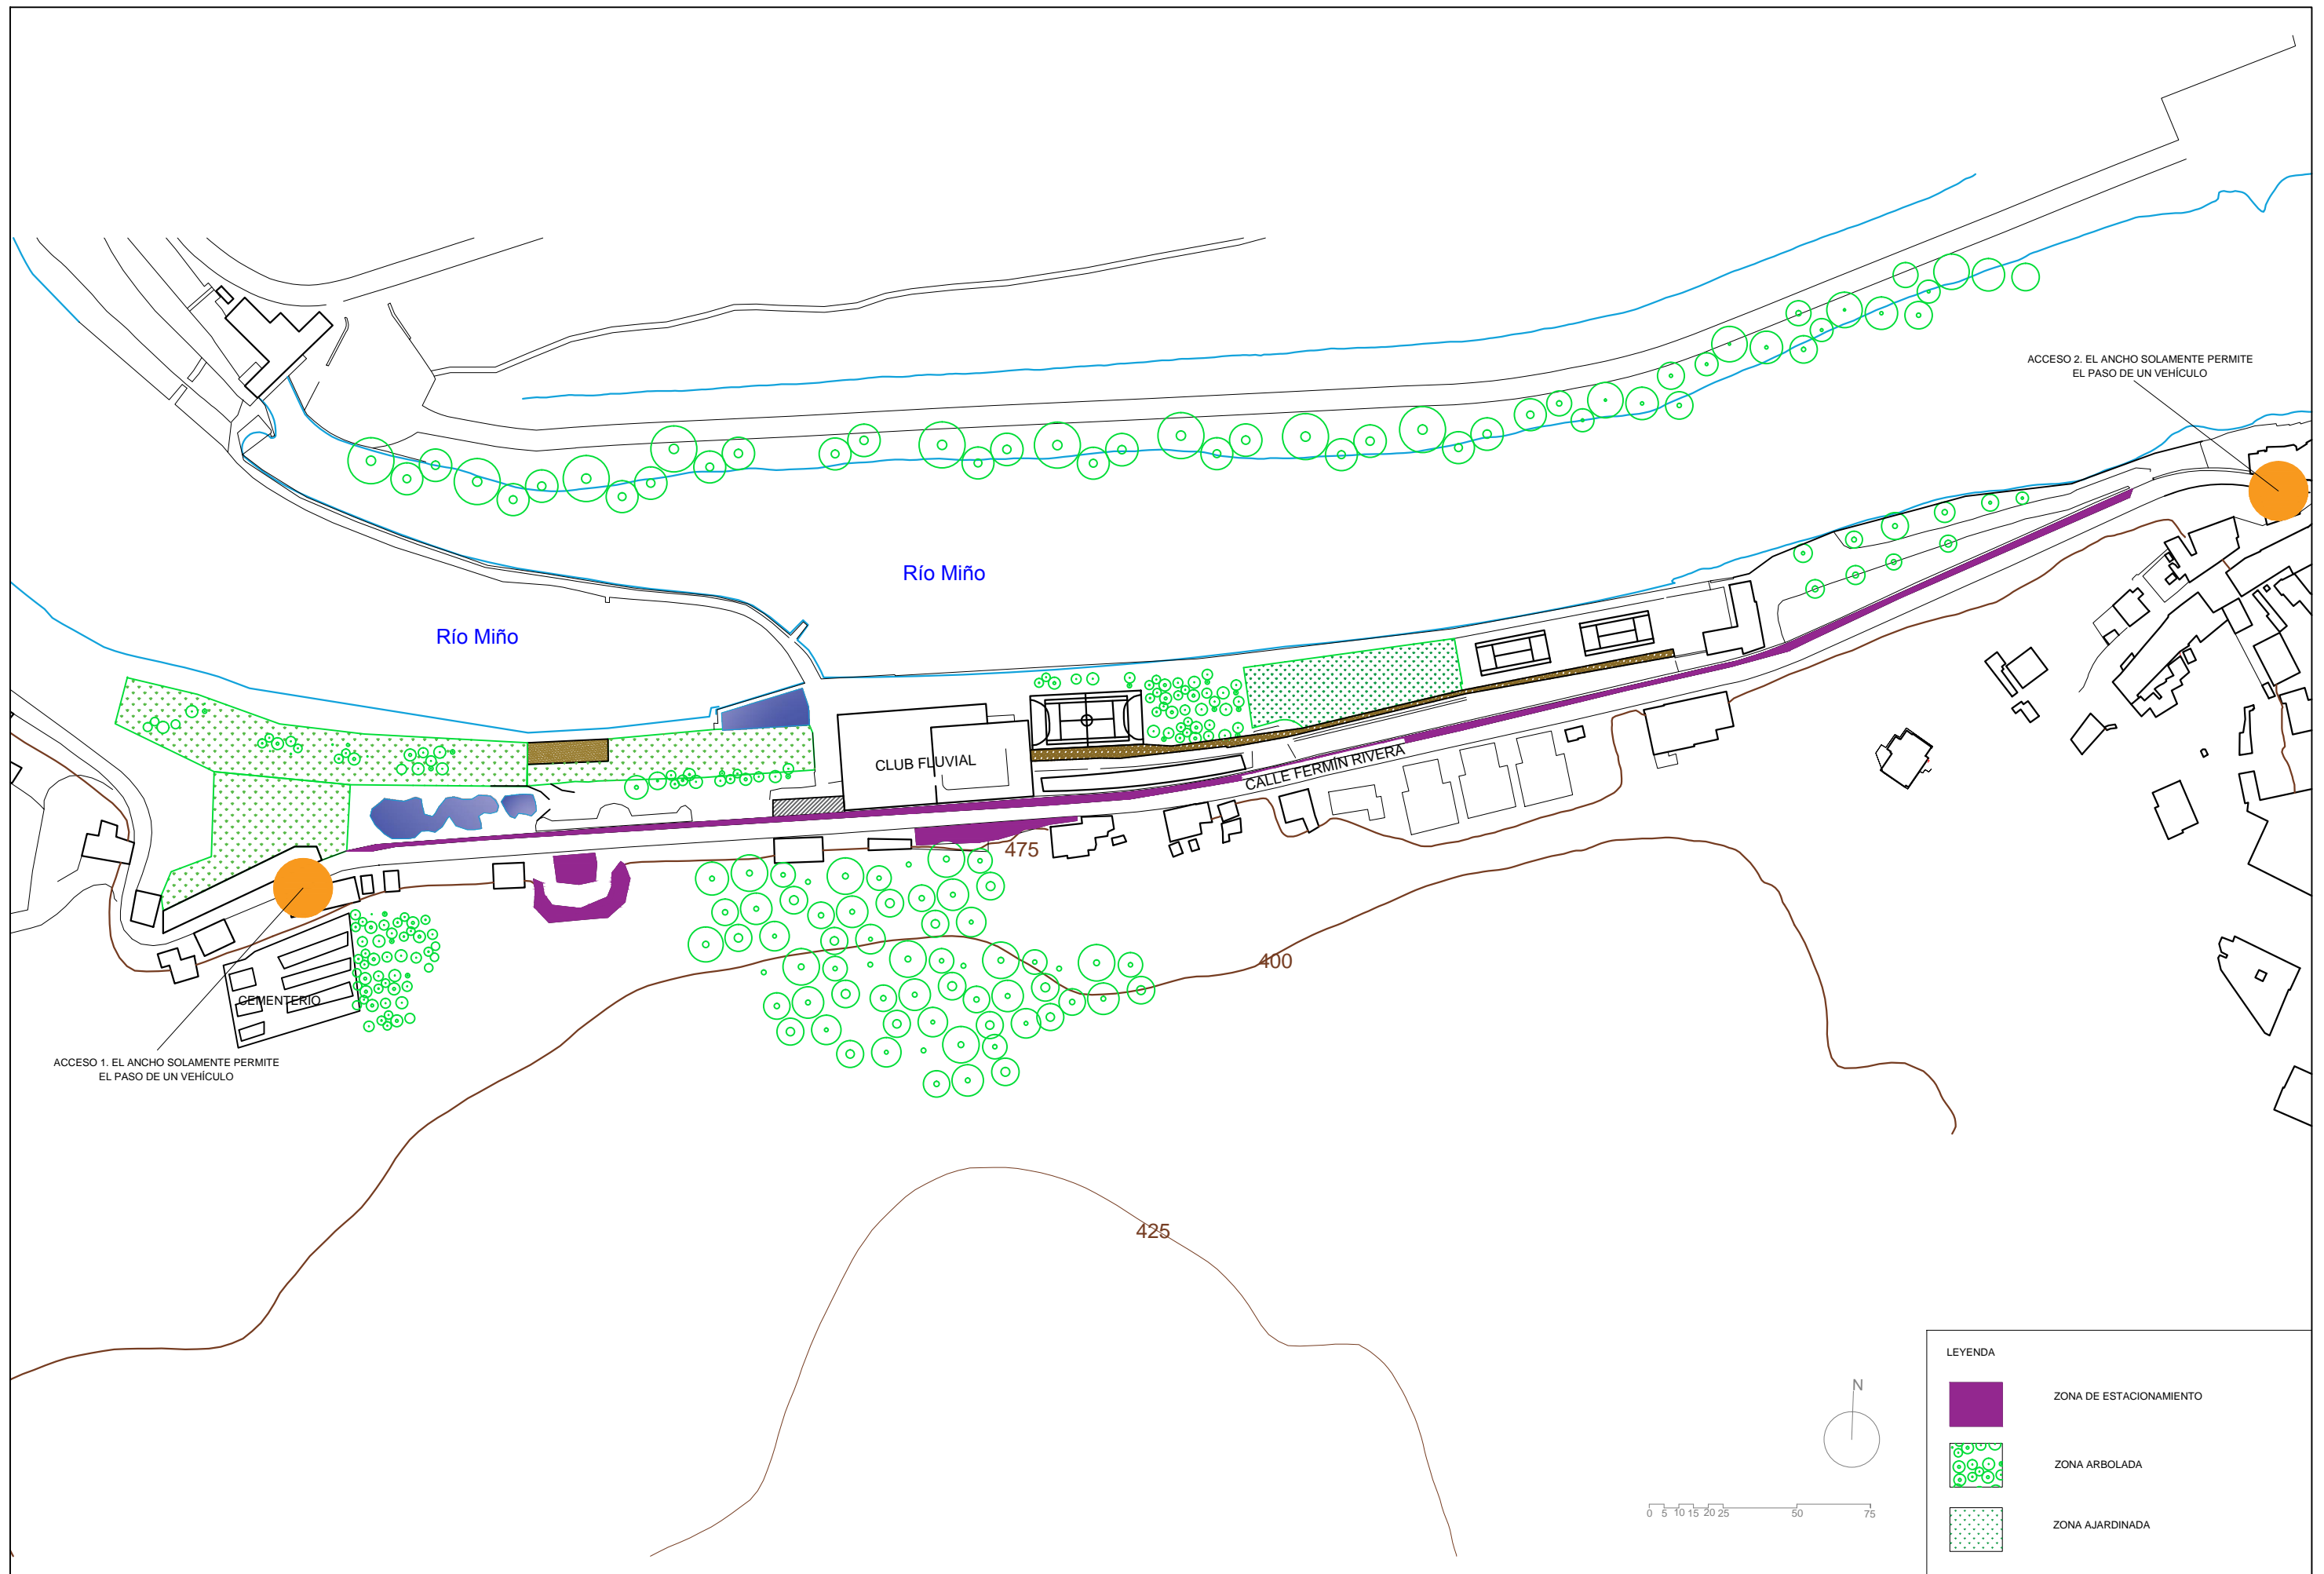 ACCESO 2. EL ANCHO SOLAMENTE PERMITE
EL PASO DE UN VEHÍCULO
Río Miño
Río Miño
CLUB FLUVIAL
CALLE FERMÍN RIVERA
475
400
CEMENTERIO
ACCESO 1. EL ANCHO SOLAMENTE PERMITE
EL PASO DE UN VEHÍCULO
425
LEYENDA
N
ZONA DE ESTACIONAMIENTO
ZONA ARBOLADA
0 5 10 15 20 25 50 75
ZONA AJARDINADA